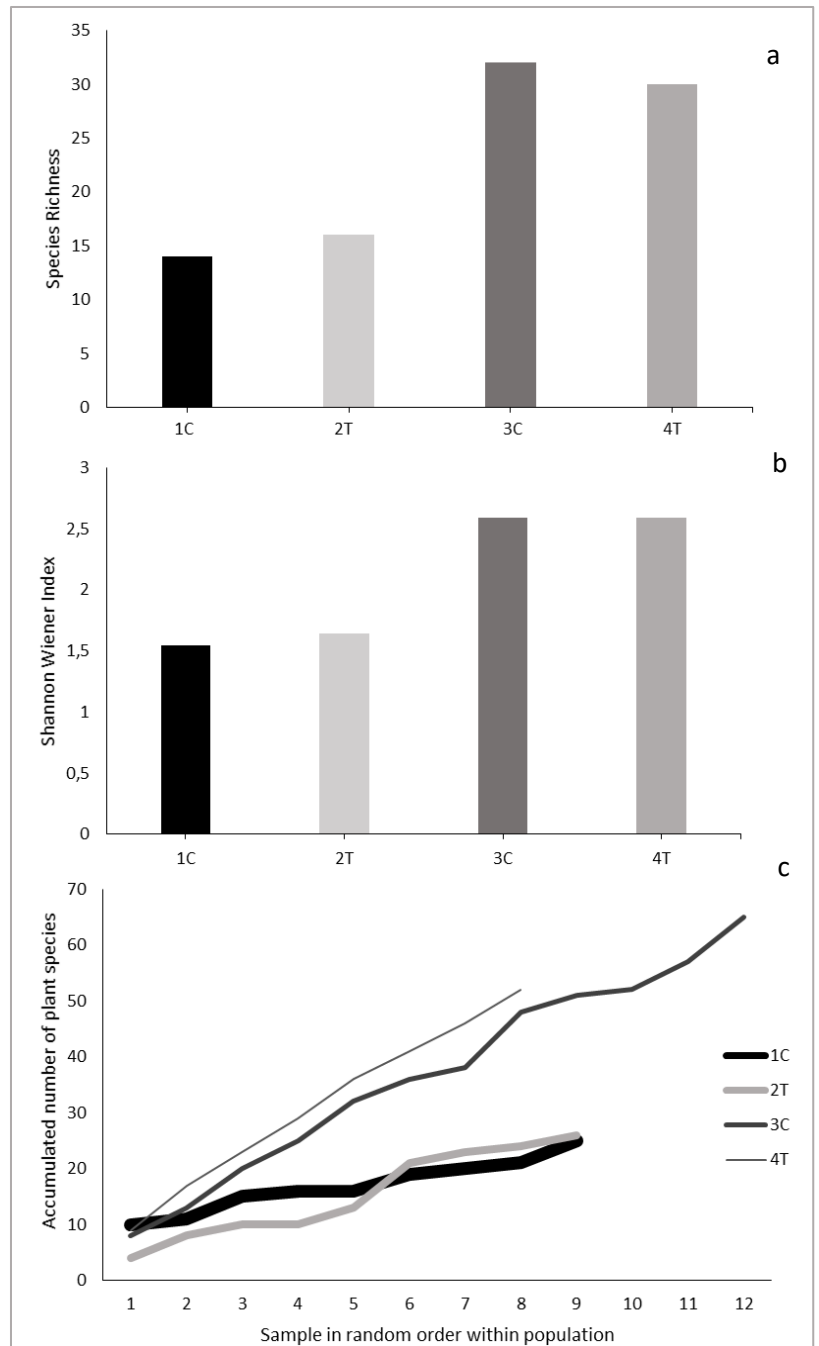 a
Species Richness
35
30
25
20
15
10
5
0
1C 2T 3C 4T
b
Shannon Wiener Index
3
2,5
2
1,5
1
0,5
0
1C 2T 3C 4T
c
Accumulated number of plant species
70
60
50
40
30
20
10
0
1 2 3 4 5 6 7 8 9 10 11 12
Sample in random order within population
1C
2T
3C
4T